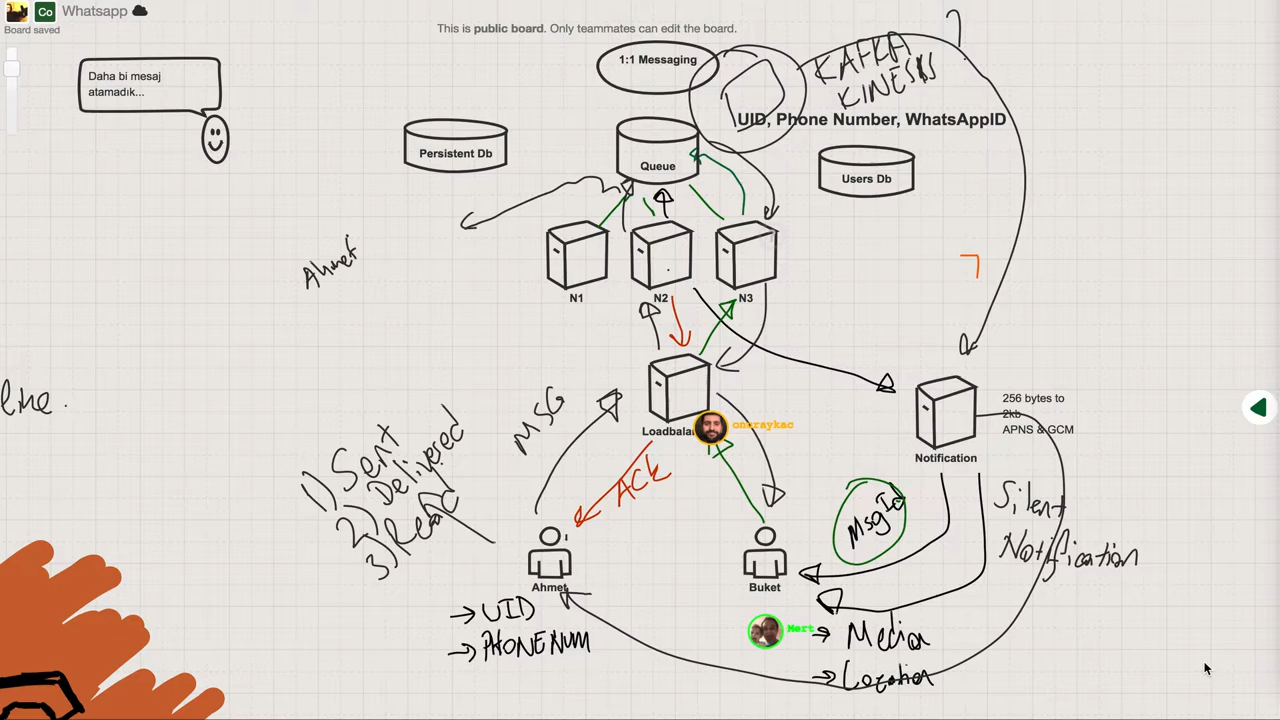 Co Whatsapp
Board saved
This is public board. Only teammates can edit the board.
Daha bi mesaj
atamadık...
1:1 Messaging
KAFKA
KINESIS
UID, Phone Number, WhatsAppID
Persistent Db
Queue
Users Db
Ahmet
N1
N2
N3
256 bytes to
2kb
APNS & GCM
MSG
onuraykac
Notification
1) Sent
2) Delivered
3) Read
ACK
MsgId
Silent
Notification
Ahmet
Buket
→ UID
→ PHONE NUM
Mert
→ Media
→ Location